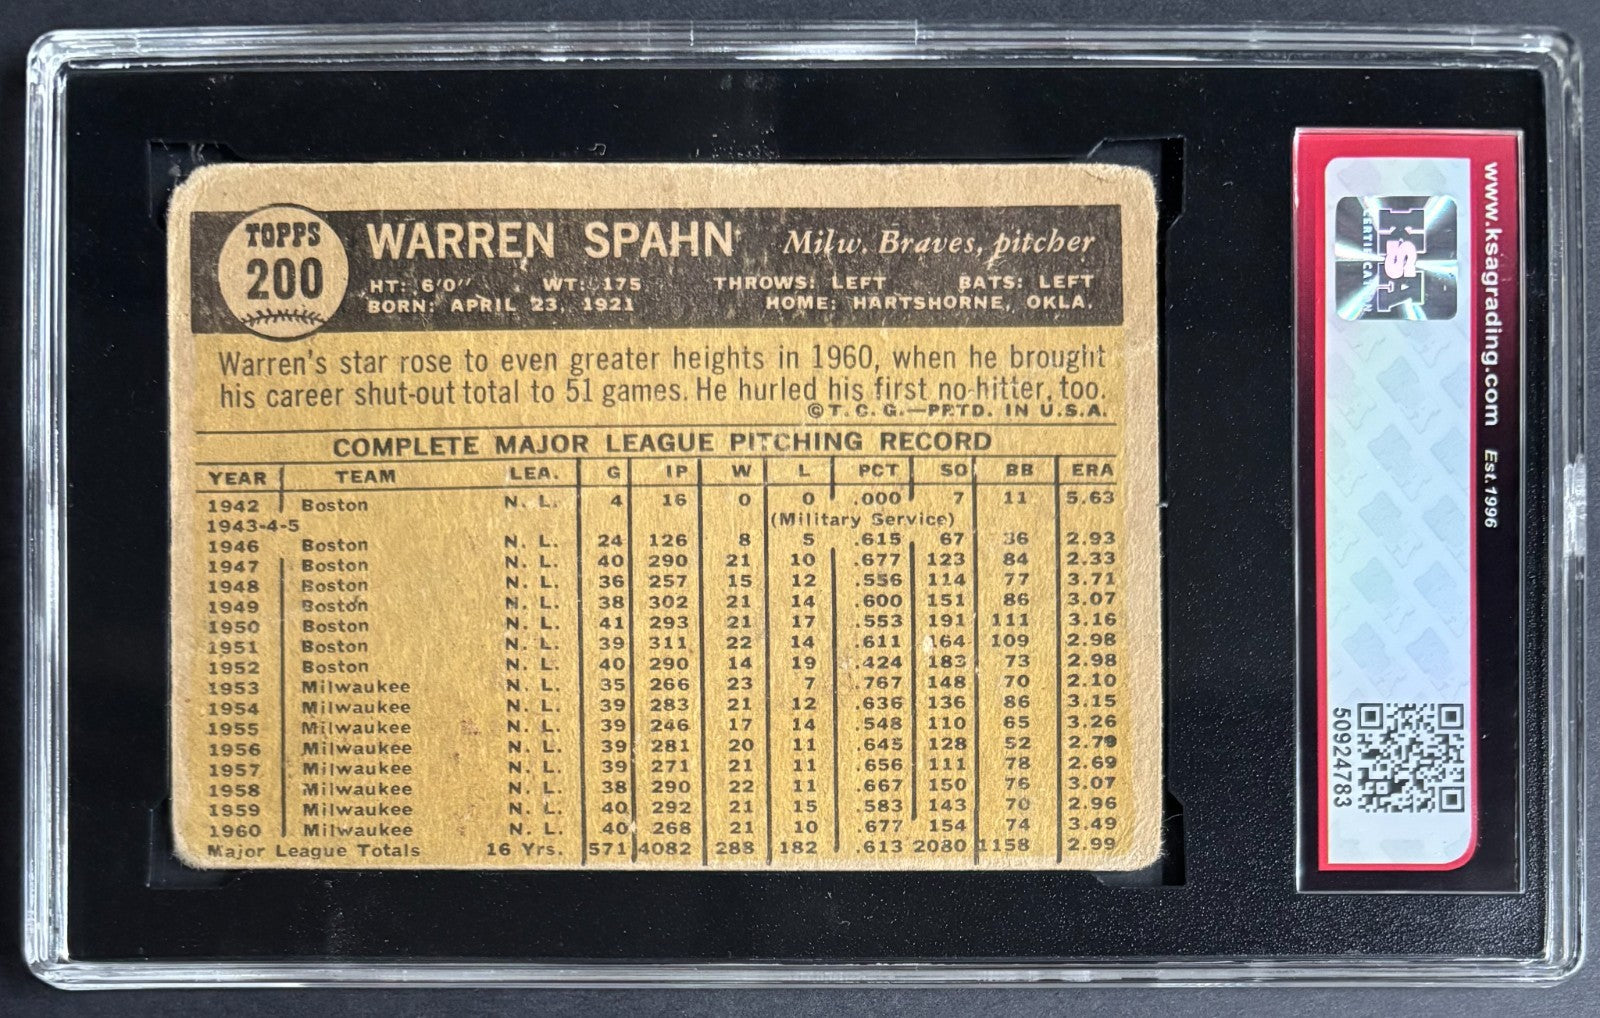 TOPPS
200
WARREN SPAHN Milw. Braves, pitcher
HT: 6'0" WT: 175 THROWS: LEFT BATS: LEFT
BORN: APRIL 23, 1921 HOME: HARTSHORNE, OKLA.
Warren's star rose to even greater heights in 1960, when he brought
his career shut-out total to 51 games. He hurled his first no-hitter, too.
©T. C. G.—PRTD. IN U.S.A.
COMPLETE MAJOR LEAGUE PITCHING RECORD
YEAR TEAM LEA. G IP W L PCT SO BB ERA
1942 Boston N. L. 4 16 0 0 .000 7 11 5.63
1943-4-5 (Military Service)
1946 Boston N. L. 24 126 8 5 .615 67 36 2.93
1947 Boston N. L. 40 290 21 10 .677 123 84 2.33
1948 Boston N. L. 36 257 15 12 .556 114 77 3.71
1949 Boston N. L. 38 302 21 14 .600 151 86 3.07
1950 Boston N. L. 41 293 21 17 .553 191 111 3.16
1951 Boston N. L. 39 311 22 14 .611 164 109 2.98
1952 Boston N. L. 40 290 14 19 .424 183 73 2.98
1953 Milwaukee N. L. 35 266 23 7 .767 148 70 2.10
1954 Milwaukee N. L. 39 283 21 12 .636 136 86 3.15
1955 Milwaukee N. L. 39 246 17 14 .548 110 65 3.26
1956 Milwaukee N. L. 39 281 20 11 .645 128 52 2.79
1957 Milwaukee N. L. 39 271 21 11 .656 111 78 2.69
1958 Milwaukee N. L. 38 290 22 11 .667 150 76 3.07
1959 Milwaukee N. L. 40 292 21 15 .583 143 70 2.96
1960 Milwaukee N. L. 40 268 21 10 .677 154 74 3.49
Major League Totals 16 Yrs. 571 4082 288 182 .613 2080 1158 2.99
www.ksagrading.com Est.1996
KSA
CERTIFICATION
50924783